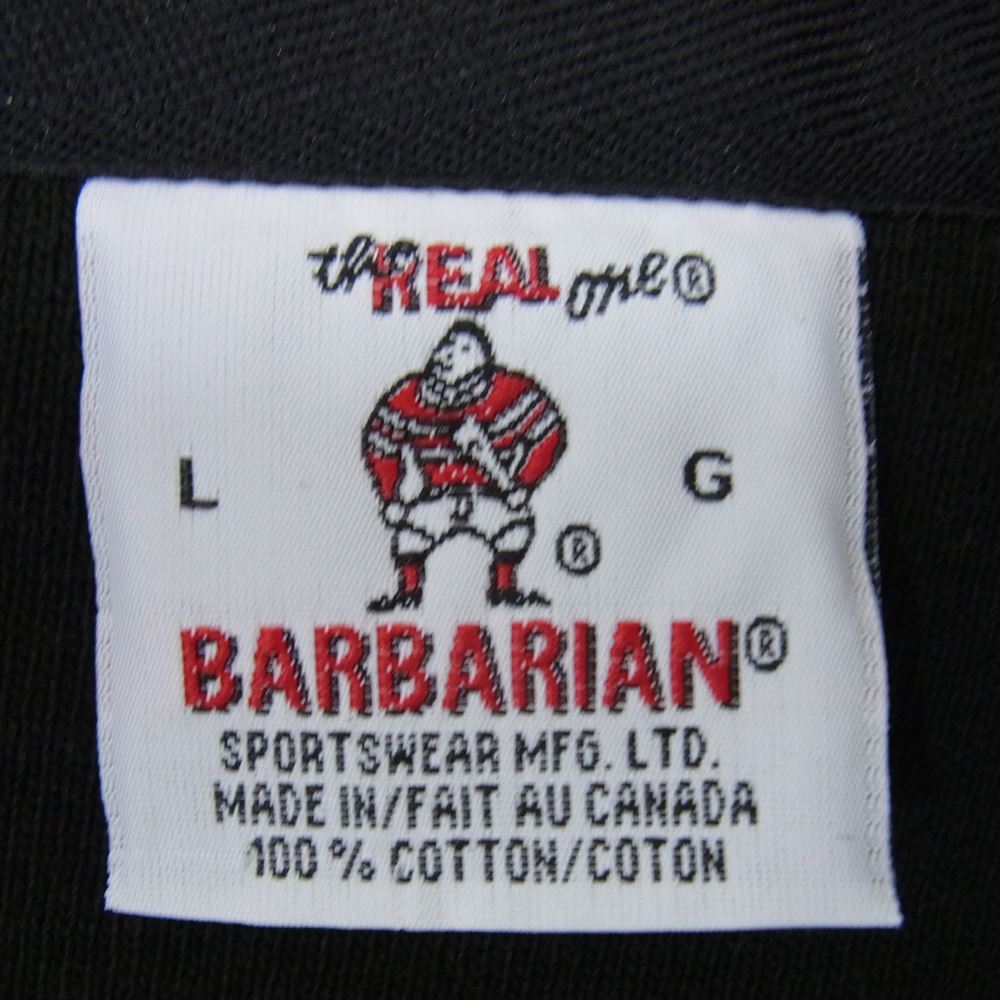 the REAL one®
L G
®
BARBARIAN®
SPORTSWEAR MFG. LTD.
MADE IN/FAIT AU CANADA
100 % COTTON/COTON